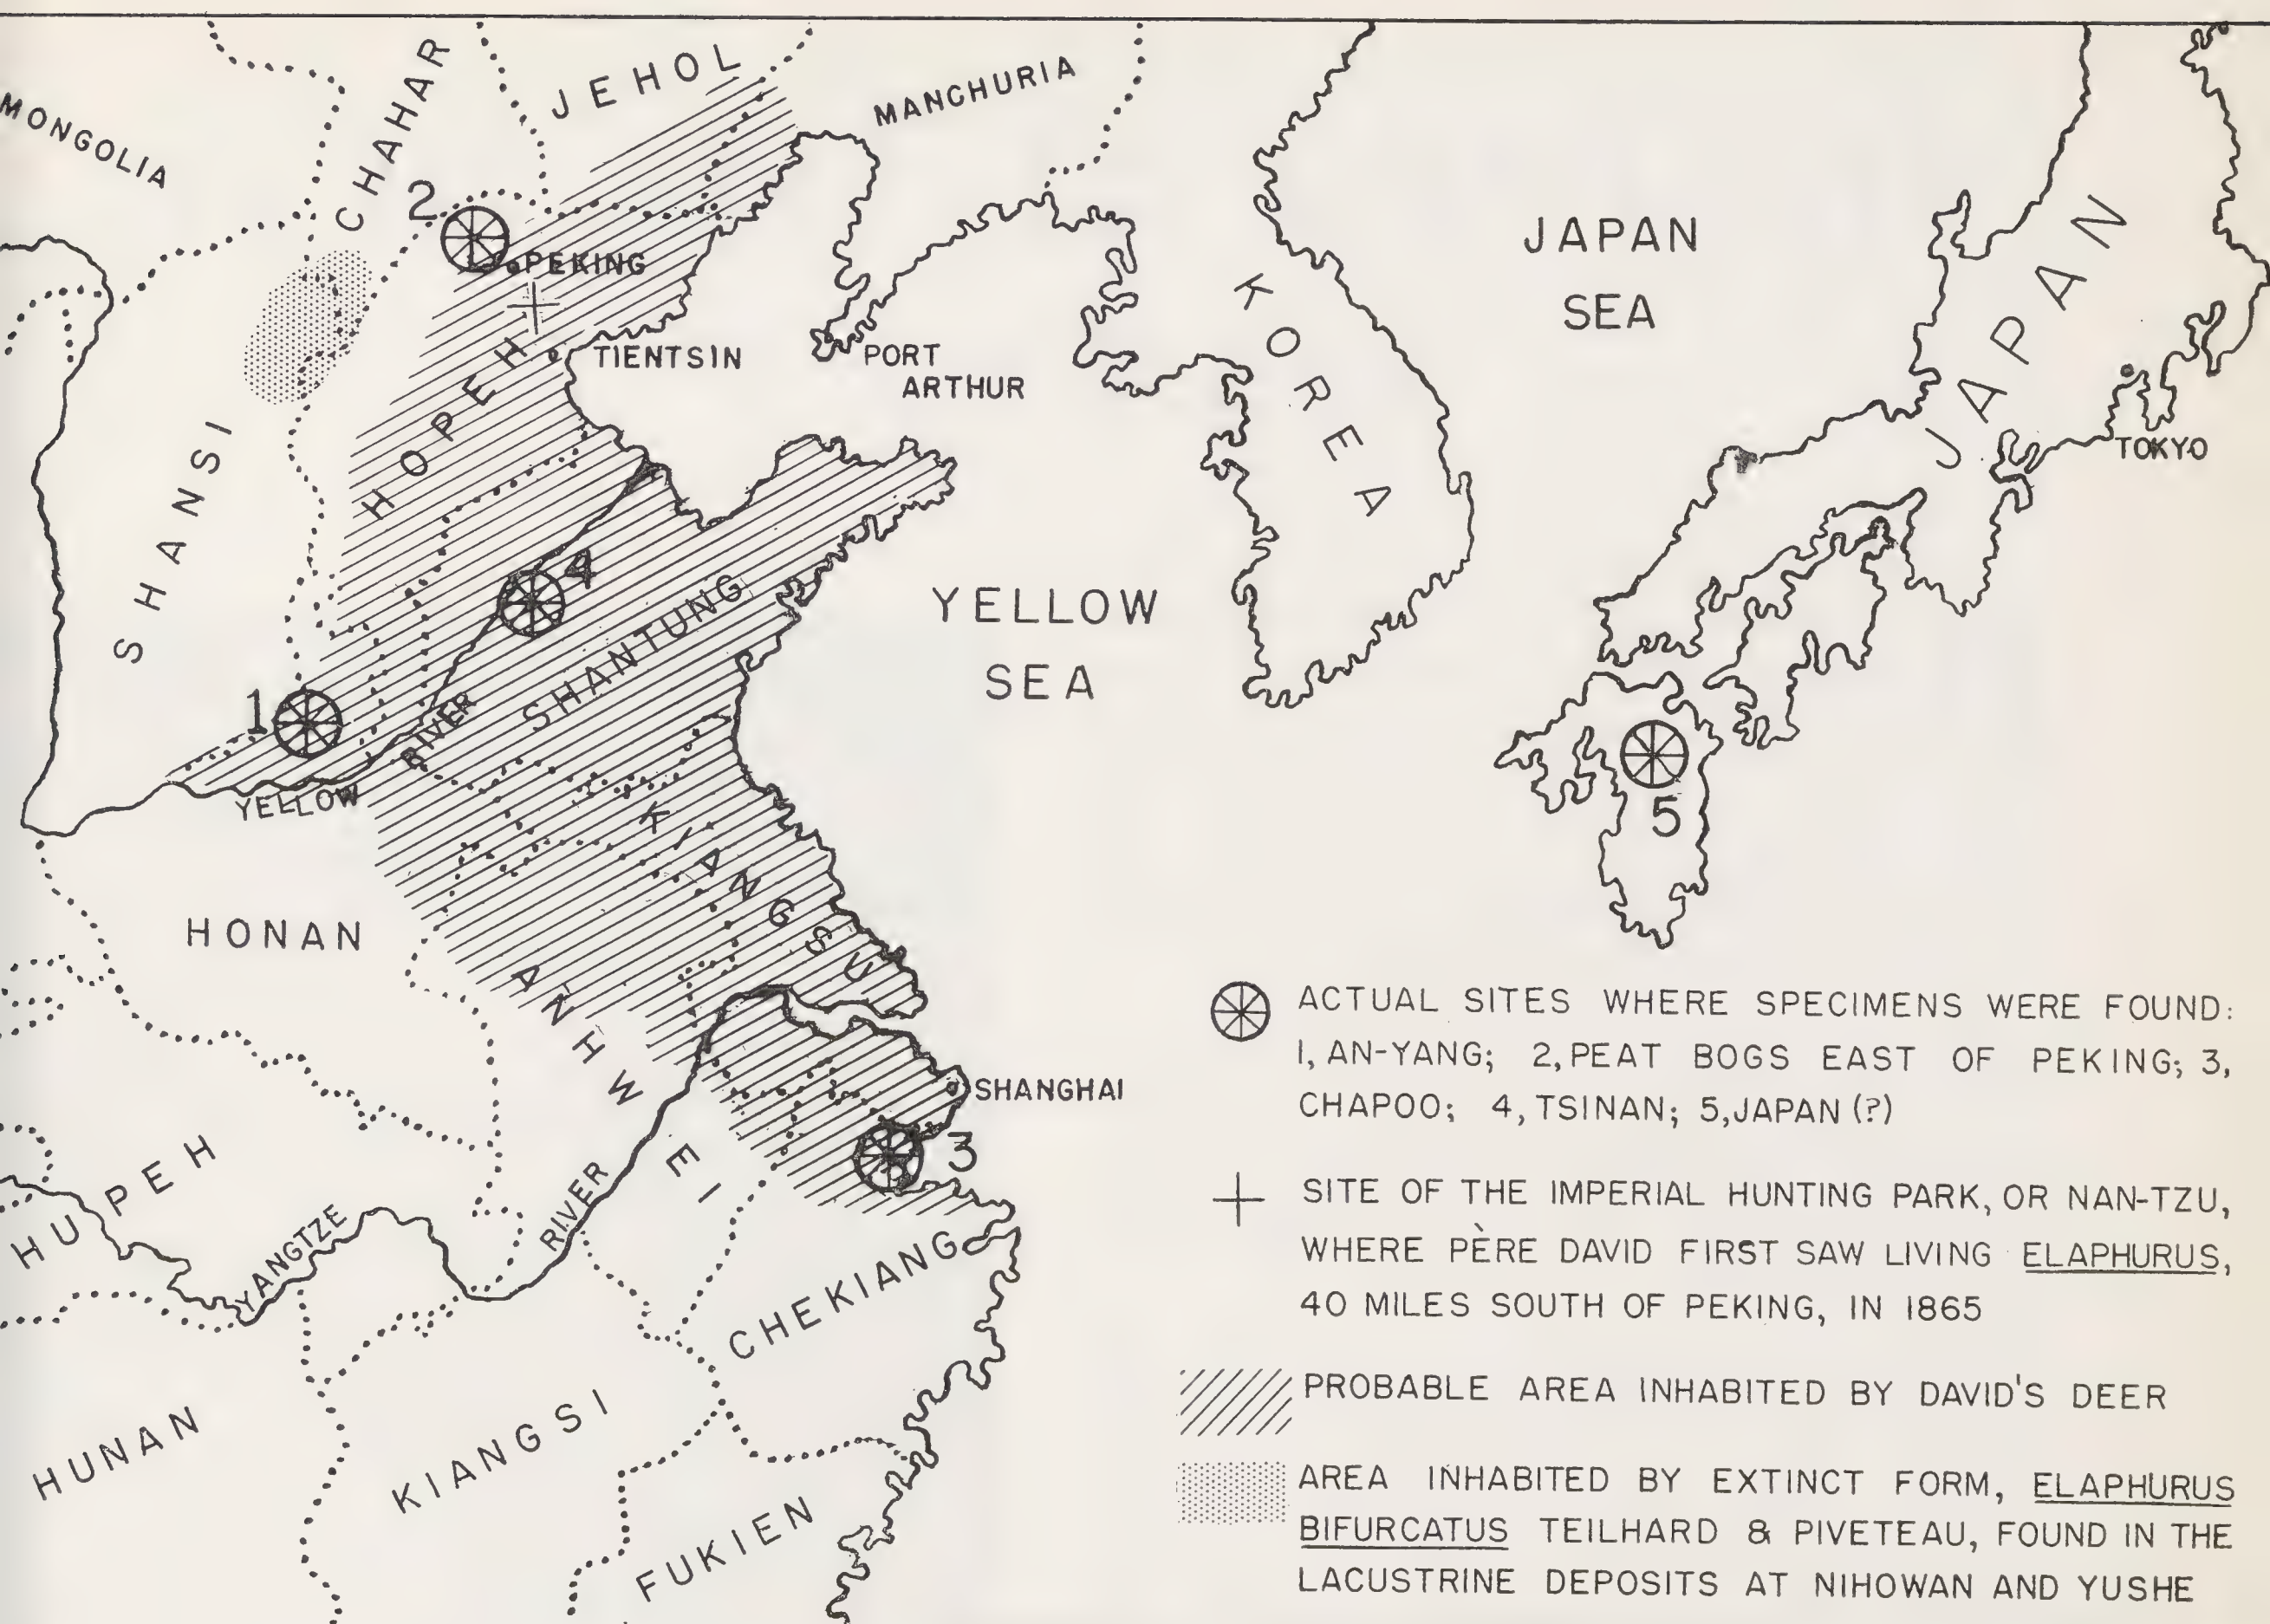 MONGOLIA
CHAHAR
JEHOL
MANCHURIA
2
PEKING
TIENTSIN
PORT
ARTHUR
HOPEH
SHANSI
KOREA
JAPAN
SEA
JAPAN
TOKYO
4
SHANTUNG
YELLOW
SEA
1
YELLOW
RIVER
5
KIANGSU
HONAN
ANHWEI
SHANGHAI
3
HUPEH
YANGTZE
RIVER
CHEKIANG
HUNAN
KIANGSI
FUKIEN
ACTUAL SITES WHERE SPECIMENS WERE FOUND:
1, AN-YANG; 2, PEAT BOGS EAST OF PEKING; 3,
CHAPOO; 4, TSINAN; 5, JAPAN (?)
SITE OF THE IMPERIAL HUNTING PARK, OR NAN-TZU,
WHERE PÈRE DAVID FIRST SAW LIVING ELAPHURUS,
40 MILES SOUTH OF PEKING, IN 1865
PROBABLE AREA INHABITED BY DAVID'S DEER
AREA INHABITED BY EXTINCT FORM, ELAPHURUS
BIFURCATUS TEILHARD & PIVETEAU, FOUND IN THE
LACUSTRINE DEPOSITS AT NIHOWAN AND YUSHE